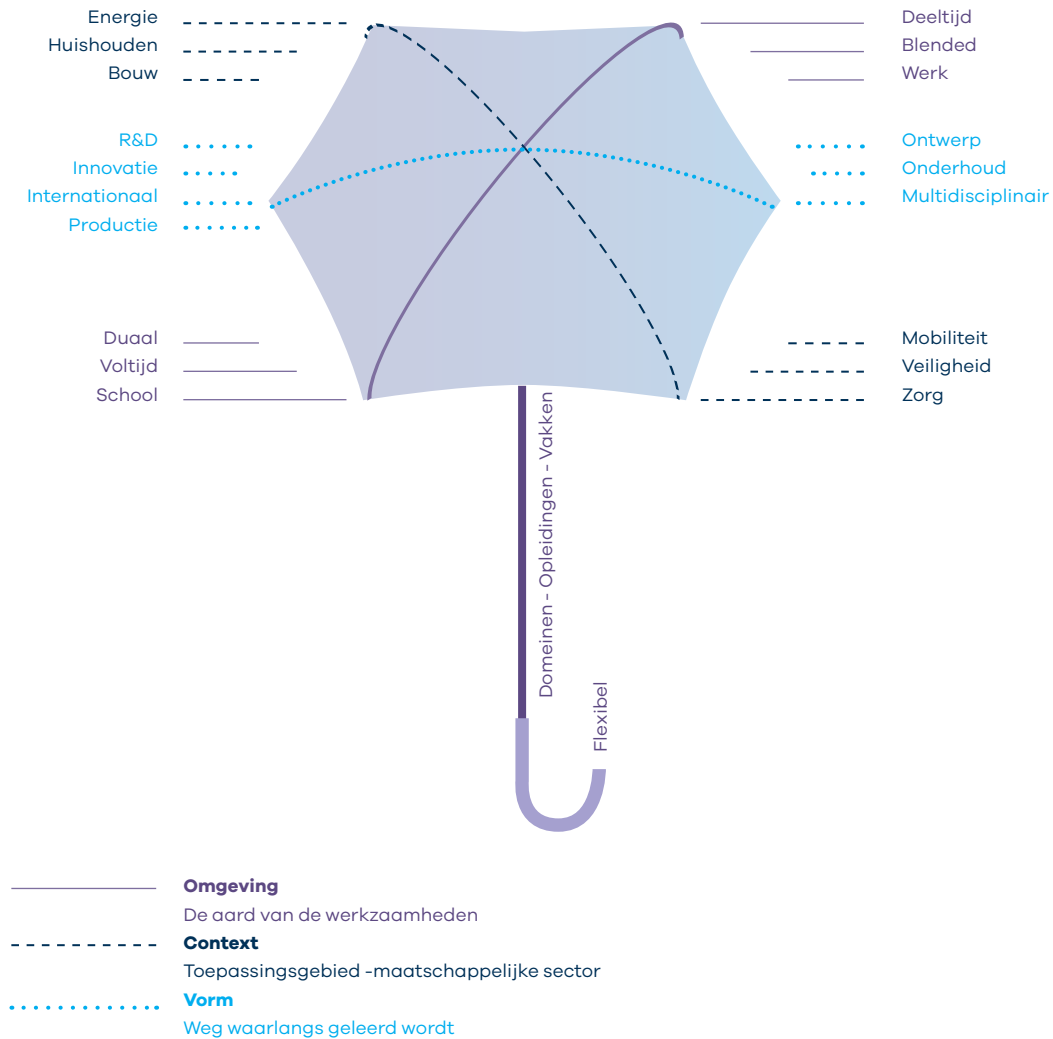 Energie
Huishouden
Bouw
R&D
Innovatie
Internationaal
Productie
Duaal
Voltijd
School
Deeltijd
Blended
Werk
Ontwerp
Onderhoud
Multidisciplinair
Mobiliteit
Veiligheid
Zorg
Domeinen - Opleidingen - Vakken
Flexibel
Omgeving
De aard van de werkzaamheden
Context
Toepassingsgebied -maatschappelijke sector
Vorm
Weg waarlangs geleerd wordt